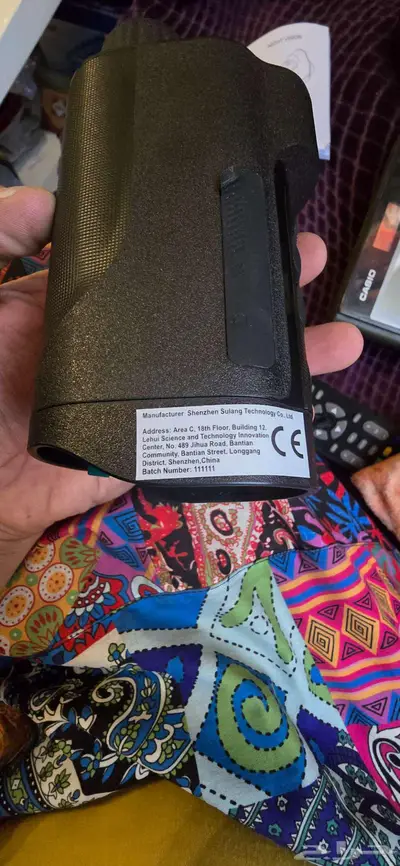 Manufacturer Shenzhen Sulang Technology Co., Ltd
Address: Area C, 18th Floor, Building 12,
Lehui Science and Technology Innovation
Center, No. 489 Jihua Road, Bantian
Community, Bantian Street, Longgang
District, Shenzhen,China
Batch Number: 111111
CE
CASIO